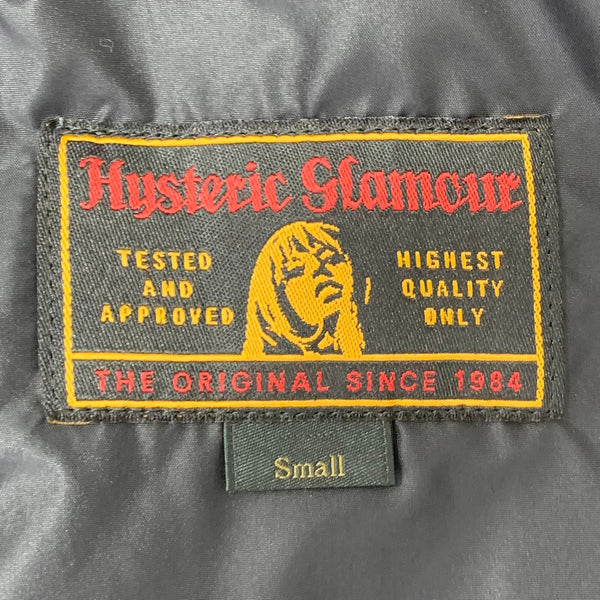 Hysteric Glamour
TESTED
AND
APPROVED
HIGHEST
QUALITY
ONLY
THE ORIGINAL SINCE 1984
Small